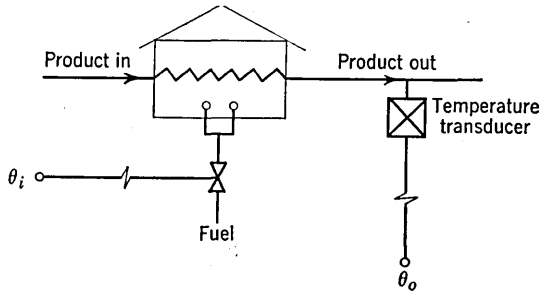 Product in
Product out
Temperature
transducer
θi
Fuel
θo